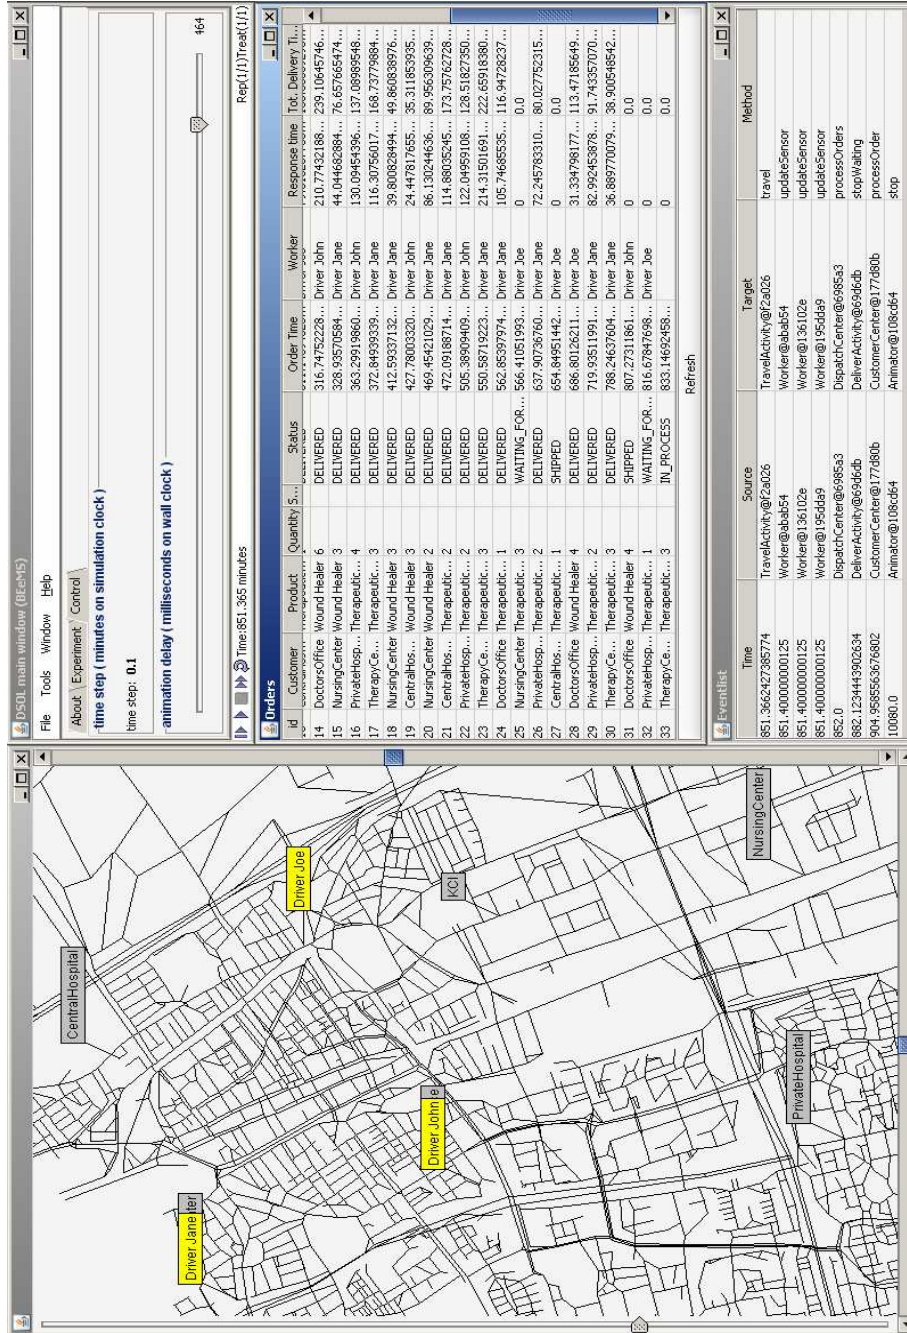 CentralHospital
Driver Joe
KCI
NursingCenter
Driver Jane ter
Driver John e
PrivateHospital
DSOL main window (BEeMS)
File Tools Window Help
About Experiment Control
time step ( minutes on simulation clock )
time step: 0.1
animation delay ( milliseconds on wall clock )
464
Time:851.365 minutes Rep(1/1)Treat(1/1)
Orders
id Customer Product Quantity S... Status Order Time Worker Response time Tot. Delivery Ti...
14 DoctorsOffice Wound Healer 6 DELIVERED 316.74752228... Driver John 210.77432188... 239.10645746...
15 NursingCenter Wound Healer 3 DELIVERED 328.93570584... Driver Jane 44.044682884... 76.657665474...
16 PrivateHosp... Therapeutic... 4 DELIVERED 363.29919860... Driver John 130.09454396... 137.08989548...
17 TherapyCe... Therapeutic... 3 DELIVERED 372.84939339... Driver Jane 116.30756017... 168.73779884...
18 NursingCenter Wound Healer 3 DELIVERED 412.59337132... Driver Jane 39.800828494... 49.860838976...
19 CentralHos... Wound Healer 3 DELIVERED 427.78003320... Driver John 24.447817655... 35.311853935...
20 NursingCenter Wound Healer 2 DELIVERED 469.45421029... Driver Jane 86.130244636... 89.956309639...
21 CentralHos... Therapeutic... 2 DELIVERED 472.09188714... Driver Jane 114.88035245... 173.75762728...
22 PrivateHosp... Therapeutic... 2 DELIVERED 505.38909409... Driver John 122.04959108... 128.51827350...
23 TherapyCe... Therapeutic... 3 DELIVERED 550.58719223... Driver Jane 214.31501691... 222.65918380...
24 DoctorsOffice Therapeutic... 1 DELIVERED 562.85397974... Driver Jane 105.74685535... 116.94728237...
25 NursingCenter Therapeutic... 3 WAITING_FOR... 566.41051993... Driver Joe 0 0.0
26 PrivateHosp... Therapeutic... 2 DELIVERED 637.90736760... Driver Jane 72.245783310... 80.027752315...
27 CentralHos... Therapeutic... 1 SHIPPED 654.84951442... Driver Joe 0 0.0
28 DoctorsOffice Wound Healer 4 DELIVERED 686.80126211... Driver Joe 31.334798177... 113.47185649...
29 PrivateHosp... Wound Healer 2 DELIVERED 719.93511991... Driver Jane 82.992453878... 91.743357070...
30 TherapyCe... Therapeutic... 3 DELIVERED 788.24637604... Driver Jane 36.889770079... 38.900548542...
31 CentralHos... Wound Healer 4 SHIPPED 807.27311861... Driver John 0 0.0
32 PrivateHosp... Therapeutic... 1 WAITING_FOR... 816.67847698... Driver Joe 0 0.0
33 TherapyCe... Therapeutic... 3 IN_PROCESS 833.14692458... 0 0.0
Refresh
Eventlist
Time Source Target Method
851.3662427385774 TravelActivity@f2a026 TravelActivity@f2a026 travel
851.4000000000125 Worker@abab54 Worker@abab54 updateSensor
851.4000000000125 Worker@136102e Worker@136102e updateSensor
851.4000000000125 Worker@195dda9 Worker@195dda9 updateSensor
852.0 DispatchCenter@6985a3 DispatchCenter@6985a3 processOrders
882.1234443902634 DeliverActivity@69d6db DeliverActivity@69d6db stopWaiting
904.9585563676802 CustomerCenter@177d80b CustomerCenter@177d80b processOrder
10080.0 Animator@108cd64 Animator@108cd64 stop